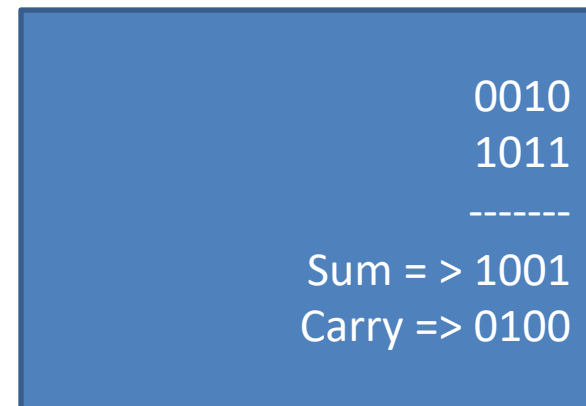 0010
1011
-------
Sum = > 1001
Carry => 0100